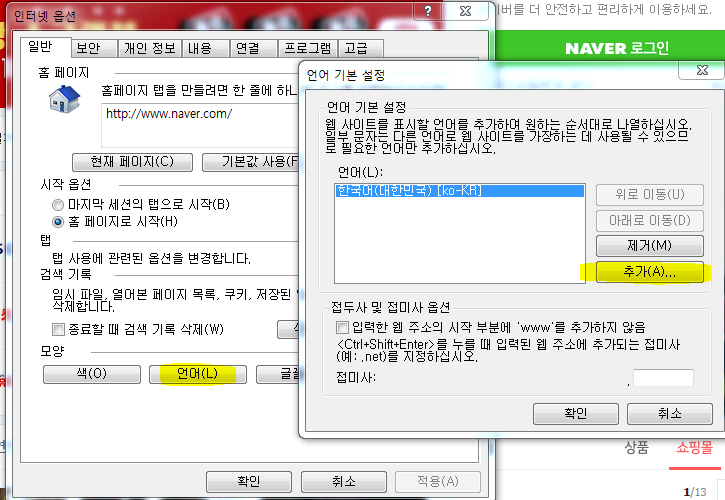 인터넷 옵션
일반
보안
개인 정보
내용
연결
프로그램
고급
홈 페이지
홈페이지 탭을 만들려면 한 줄에 하나
http://www.naver.com/
현재 페이지(C)
기본값 사용(F
시작 옵션
마지막 세션의 탭으로 시작(B)
홈 페이지로 시작(H)
탭
탭 사용에 관련된 옵션을 변경합니다.
검색 기록
임시 파일, 열어본 페이지 목록, 쿠키, 저장된
삭제합니다.
종료할 때 검색 기록 삭제(W)
모양
색(O)
언어(L)
글꼴
확인
취소
적용(A)
언어 기본 설정
언어 기본 설정
웹 사이트를 표시할 언어를 추가하여 원하는 순서대로 나열하십시오.
일부 문자는 다른 언어로 웹 사이트를 가장하는 데 사용될 수 있으므
로 필요한 언어만 추가하십시오.
언어(L):
한국어(대한민국) [ko-KR]
위로 이동(U)
아래로 이동(D)
제거(M)
추가(A)...
접두사 및 접미사 옵션
입력한 웹 주소의 시작 부분에 'www'를 추가하지 않음
<Ctrl+Shift+Enter>를 누를 때 입력된 웹 주소에 추가되는 접미사
(예: .net)를 지정하십시오.
접미사:
.
확인
취소
버를 더 안전하고 편리하게 이용하세요.
NAVER 로그인
상품
쇼핑몰
1/13